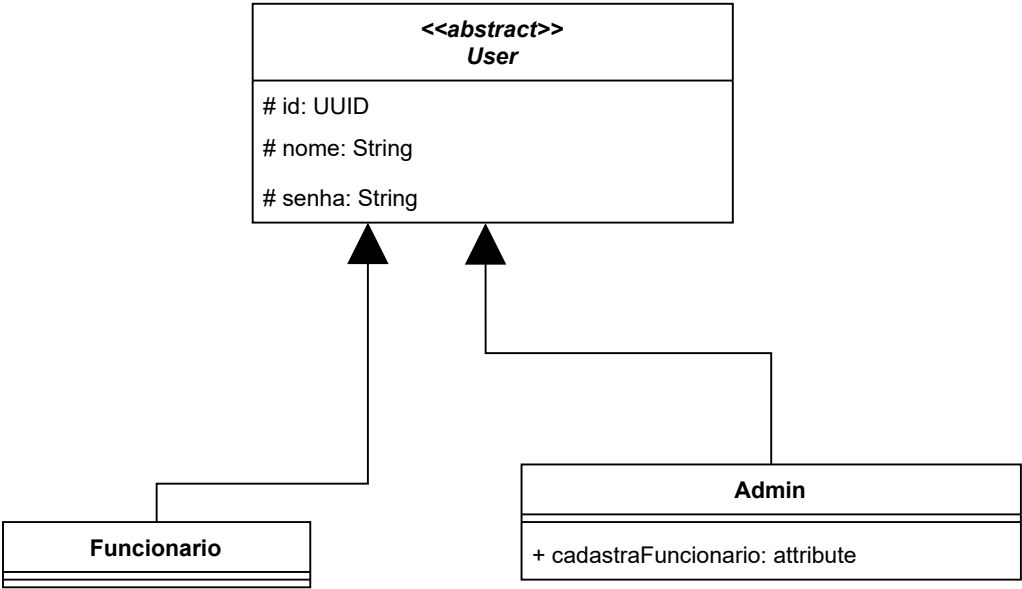 <<abstract>>
User
# id: UUID
# nome: String
# senha: String
Funcionario
Admin
+ cadastraFuncionario: attribute